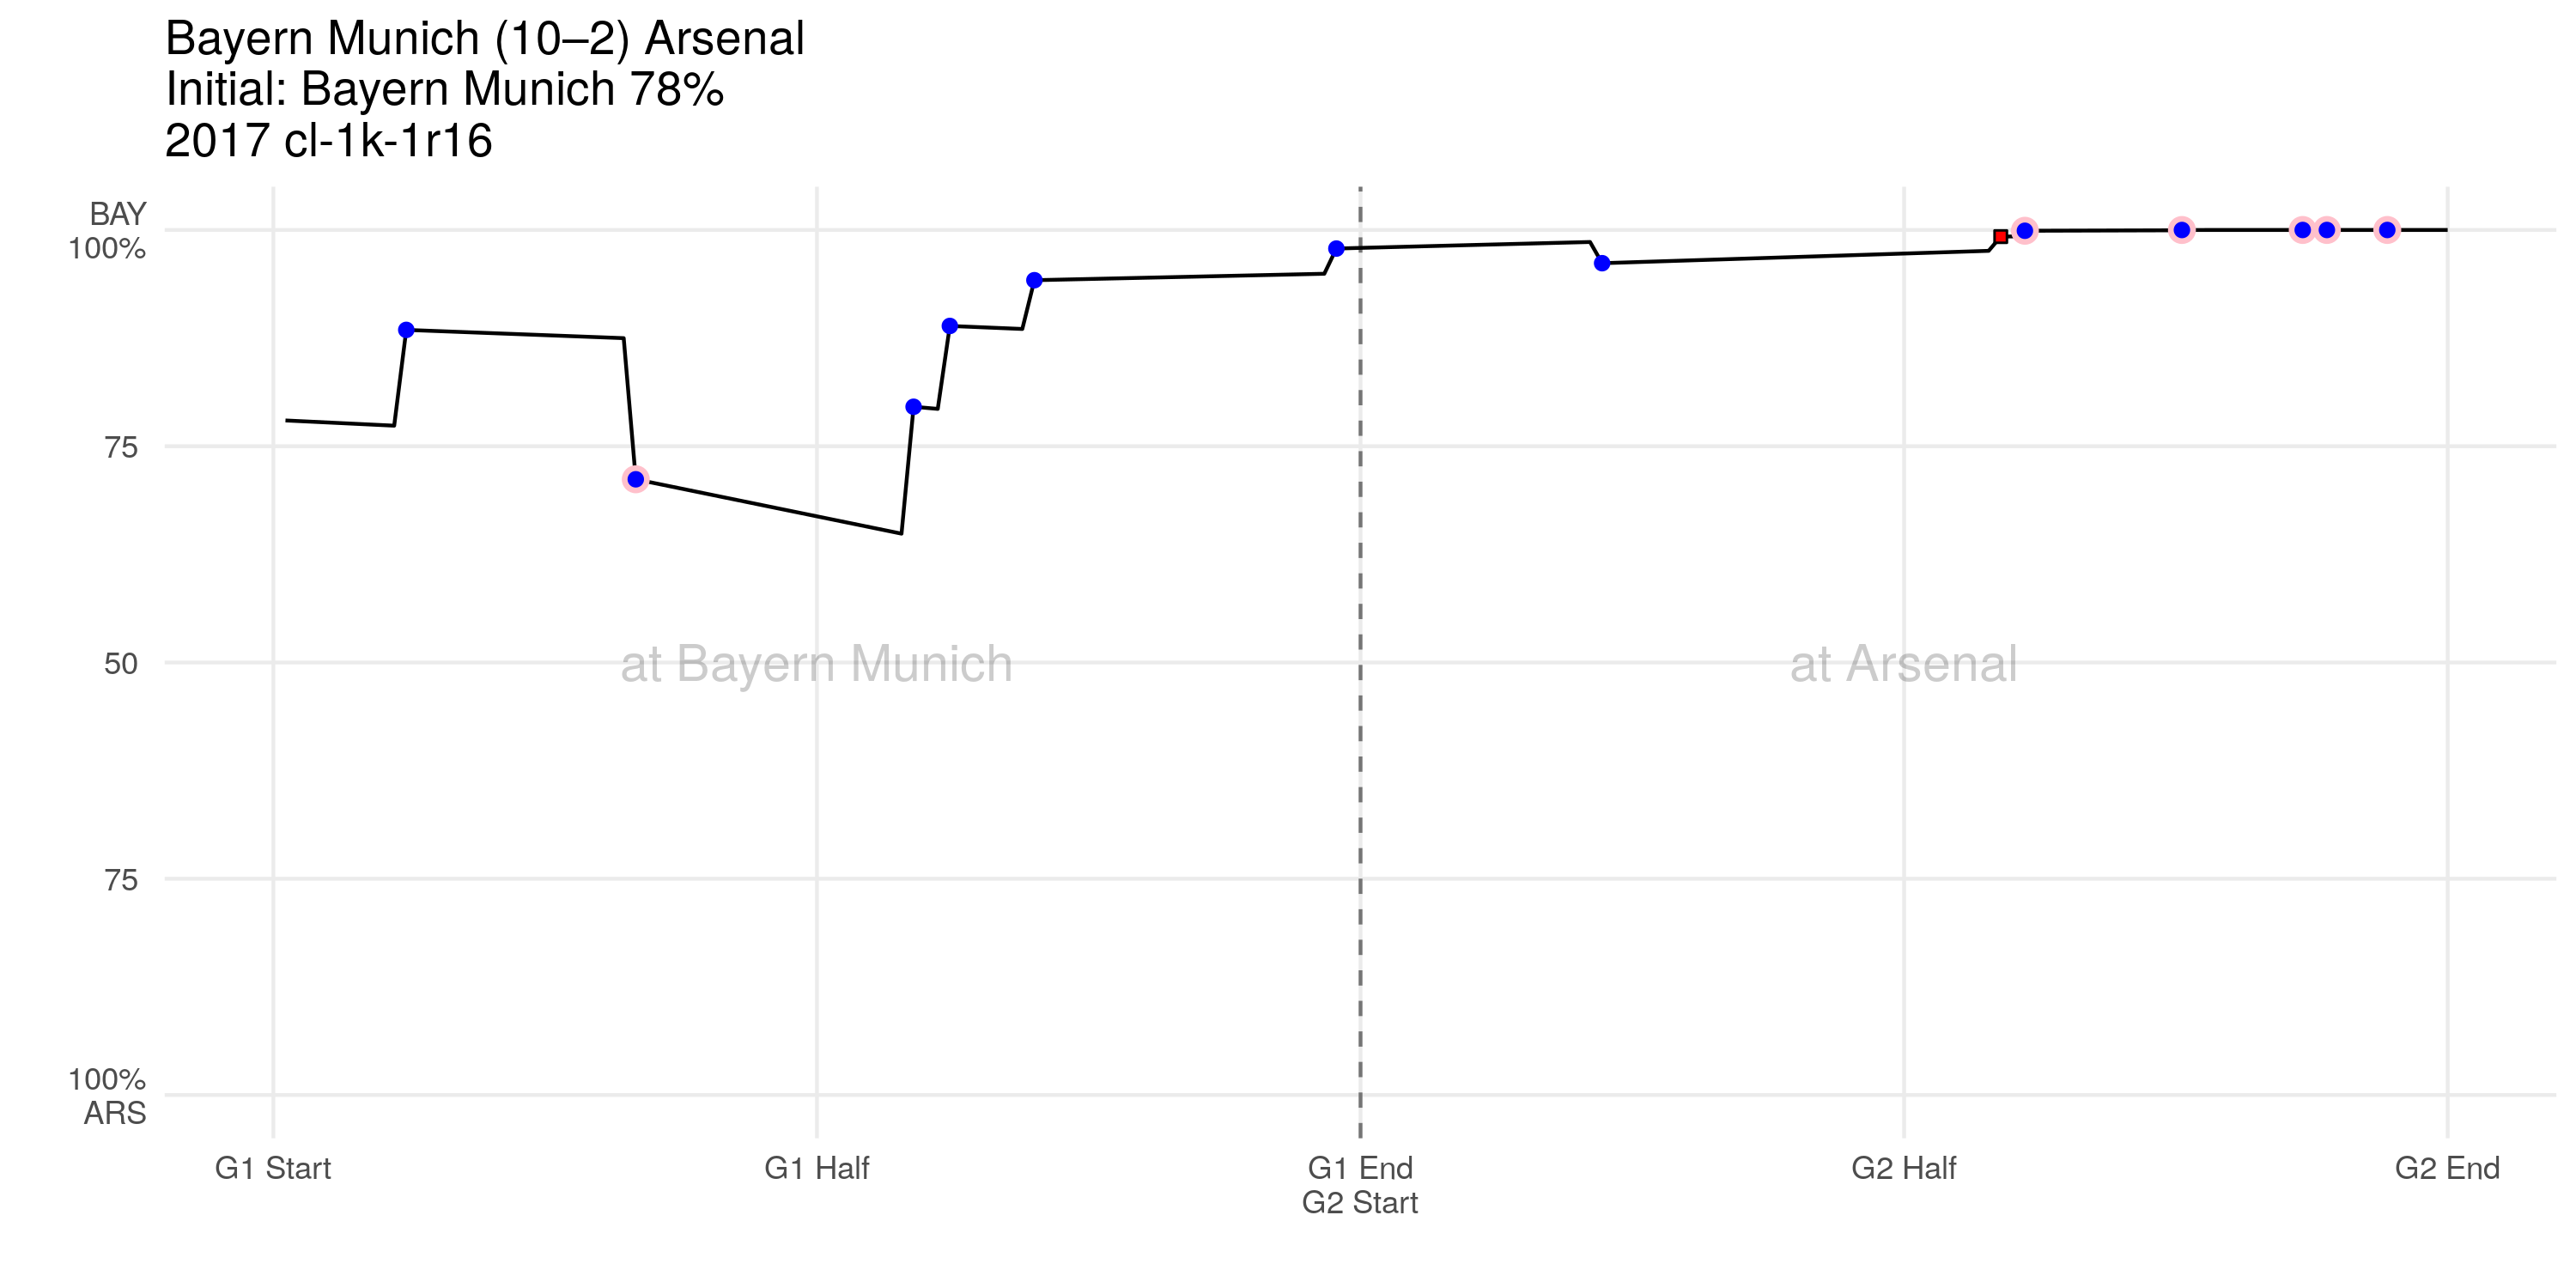 Bayern Munich (10–2) Arsenal
Initial: Bayern Munich 78%
2017 cl-1k-1r16
BAY
100%
75
50
75
100%
ARS
at Bayern Munich
at Arsenal
G1 Start
G1 Half
G1 End
G2 Start
G2 Half
G2 End